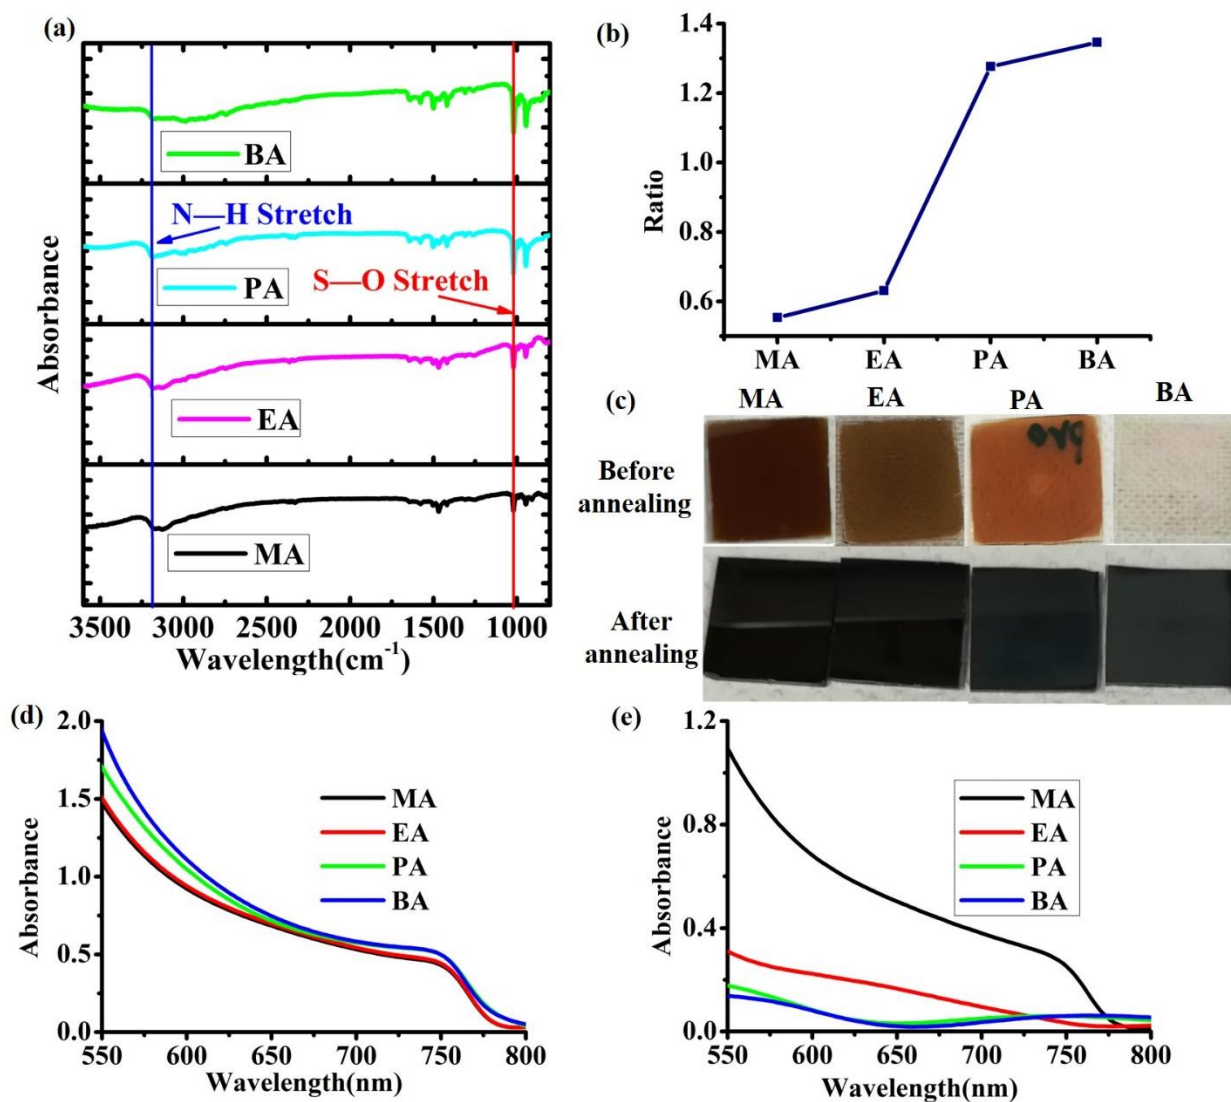 (a)
BA
N—H Stretch
PA
S—O Stretch
EA
MA
Absorbance
3500 3000 2500 2000 1500 1000
Wavelength(cm⁻¹)
(b)
1.4
1.2
1.0
0.8
0.6
Ratio
MA EA PA BA
(c)
MA EA PA BA
Before
annealing
After
annealing
(d)
2.0
1.5
1.0
0.5
0.0
Absorbance
MA
EA
PA
BA
550 600 650 700 750 800
Wavelength(nm)
(e)
1.2
0.8
0.4
0.0
Absorbance
MA
EA
PA
BA
550 600 650 700 750 800
Wavelength(nm)